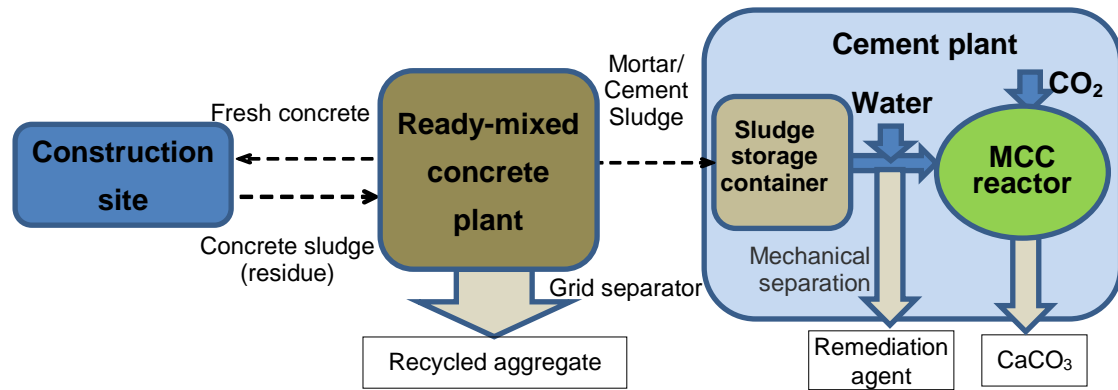 Cement plant
Mortar/
Cement
Sludge
CO₂
Water
Fresh concrete
Ready-mixed
concrete
plant
Sludge
storage
container
MCC
reactor
Construction
site
Concrete sludge
(residue)
Mechanical
separation
Grid separator
Recycled aggregate
Remediation
agent
CaCO₃